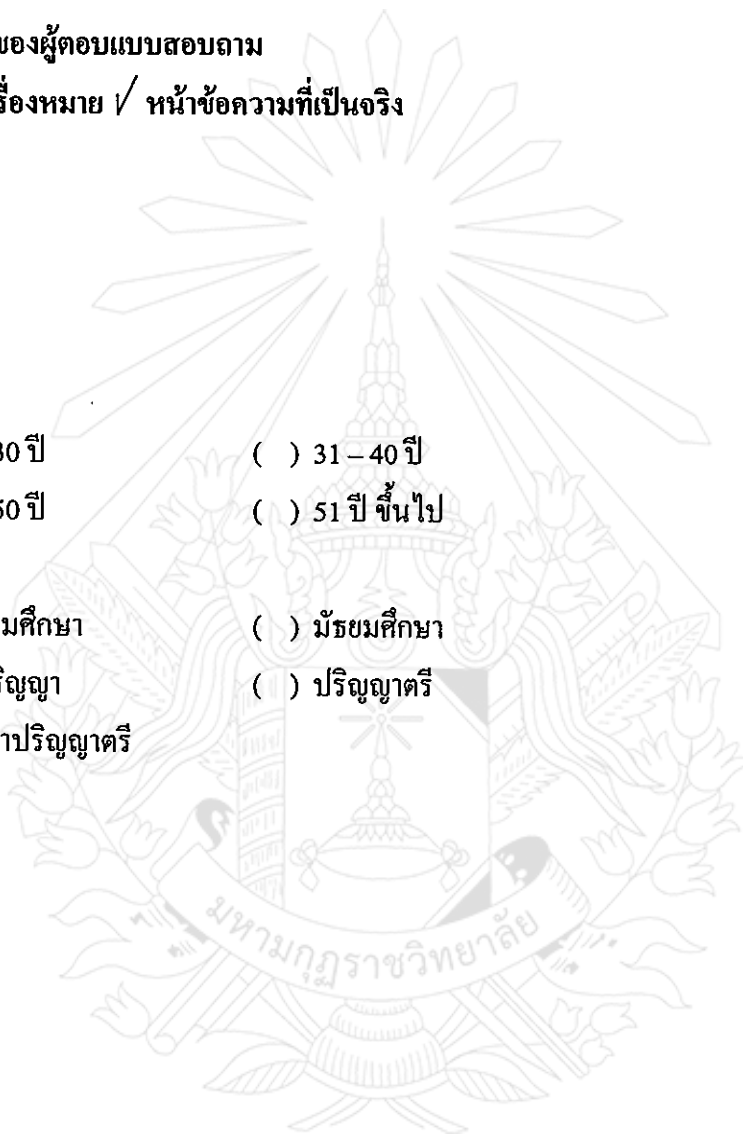 ของผู้ตอบแบบสอบถาม
รื่องหมาย √ หน้าข้อความที่เป็นจริง
30 ปี ( ) 31 – 40 ปี
50 ปี ( ) 51 ปี ขึ้นไป
มศึกษา ( ) มัธยมศึกษา
ริญญา ( ) ปริญญาตรี
าปริญญาตรี
มหามกุฏราชวิทยาลัย